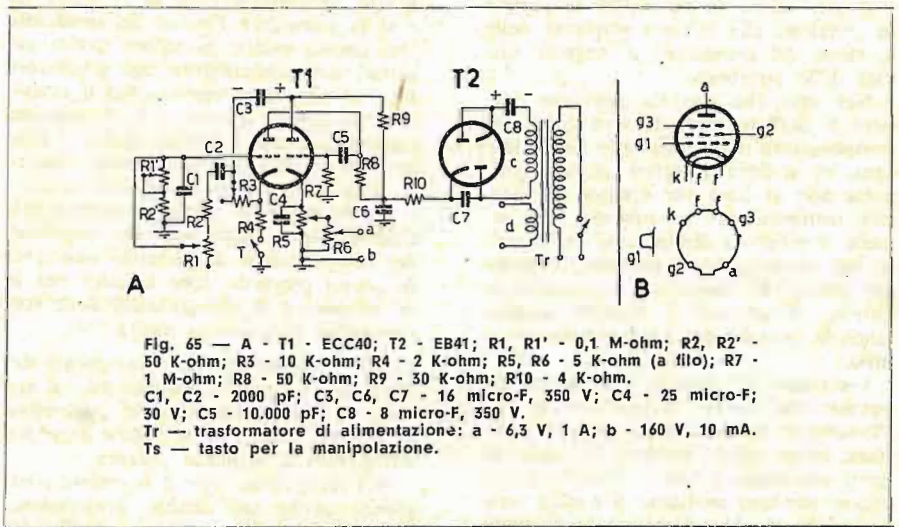 T1 T2
- C3 + R9 + C8 -
R1' C2 C5 R8 c
C1 R3 R7 R10
R2' R2 C4 C6 C7
R4 R5 a d
R1 T R6 b Tr
A
a
g3 g2
g1
k f f
f f
k g3
g1
g2 a
B
Fig. 65 — A - T1 - ECC40; T2 - EB41; R1, R1' - 0,1 M-ohm; R2, R2' -
50 K-ohm; R3 - 10 K-ohm; R4 - 2 K-ohm; R5, R6 - 5 K-ohm (a filo); R7 -
1 M-ohm; R8 - 50 K-ohm; R9 - 30 K-ohm; R10 - 4 K-ohm.
C1, C2 - 2000 pF; C3, C6, C7 - 16 micro-F, 350 V; C4 - 25 micro-F;
30 V; C5 - 10.000 pF; C8 - 8 micro-F, 350 V.
Tr — trasformatore di alimentazione: a - 6,3 V, 1 A; b - 160 V, 10 mA.
Ts — tasto per la manipolazione.